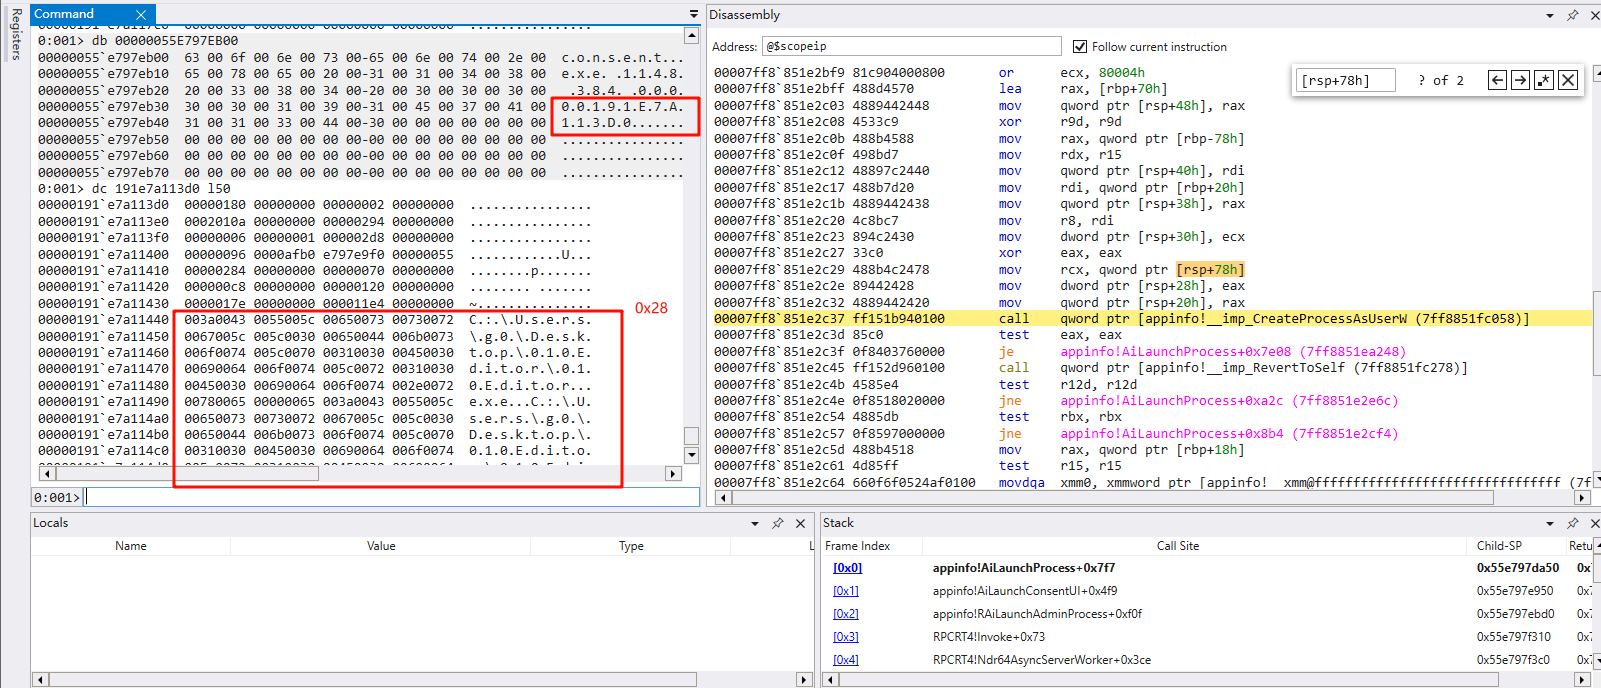 Registers
Command
0:001> db 00000055E797EB00
00000055`e797eb00  63 00 6f 00 6e 00 73 00-65 00 6e 00 74 00 2e 00  c.o.n.s.e.n.t...
00000055`e797eb10  65 00 78 00 65 00 20 00-31 00 31 00 34 00 38 00  e.x.e. .1.1.4.8.
00000055`e797eb20  20 00 33 00 38 00 34 00-20 00 30 00 30 00 30 00   .3.8.4. .0.0.0.
00000055`e797eb30  30 00 30 00 31 00 39 00-31 00 45 00 37 00 41 00  0.0.1.9.1.E.7.A.
00000055`e797eb40  31 00 31 00 33 00 44 00-30 00 00 00 00 00 00 00  1.1.3.D.0.......
00000055`e797eb50  00 00 00 00 00 00 00 00-00 00 00 00 00 00 00 00  ................
00000055`e797eb60  00 00 00 00 00 00 00 00-00 00 00 00 00 00 00 00  ................
00000055`e797eb70  00 00 00 00 00 00 00 00-00 00 00 00 00 00 00 00  ................
0:001> dc 191e7a113d0 l50
00000191`e7a113d0  00000180 00000000 00000002 00000000  ................
00000191`e7a113e0  0002010a 00000000 00000294 00000000  ................
00000191`e7a113f0  00000006 00000001 000002d8 00000000  ................
00000191`e7a11400  00000096 0000afb0 e797e9f0 00000055  ............U...
00000191`e7a11410  00000284 00000000 00000070 00000000  ........p.......
00000191`e7a11420  000000c8 00000000 00000120 00000000  ........ .......
00000191`e7a11430  0000017e 00000000 000011e4 00000000  ~...............
0x28
00000191`e7a11440  003a0043 0055005c 00650073 00730072  C.:.\.U.s.e.r.s.
00000191`e7a11450  0067005c 005c0030 00650044 006b0073  \.g.0.\.D.e.s.k.
00000191`e7a11460  006f0074 005c0070 00310030 00450030  t.o.p.\.0.1.0.E.
00000191`e7a11470  00690064 006f0074 005c0072 00310030  d.i.t.o.r.\.0.1.
00000191`e7a11480  00450030 00690064 006f0074 002e0072  0.E.d.i.t.o.r...
00000191`e7a11490  00780065 00000065 003a0043 0055005c  e.x.e...C.:.\.U.
00000191`e7a114a0  00650073 00730072 0067005c 005c0030  s.e.r.s.\.g.0.\.
00000191`e7a114b0  00650044 006b0073 006f0074 005c0070  D.e.s.k.t.o.p.\.
00000191`e7a114c0  00310030 00450030 00690064 006f0074  0.1.0.E.d.i.t.o.
0:001>
Disassembly
Address: @$scopeip
Follow current instruction
[rsp+78h] ? of 2
00007ff8`851e2bf9 81c904000800 or ecx, 80004h
00007ff8`851e2bff 488d4570 lea rax, [rbp+70h]
00007ff8`851e2c03 4889442448 mov qword ptr [rsp+48h], rax
00007ff8`851e2c08 4533c9 xor r9d, r9d
00007ff8`851e2c0b 488b4588 mov rax, qword ptr [rbp-78h]
00007ff8`851e2c0f 498bd7 mov rdx, r15
00007ff8`851e2c12 48897c2440 mov qword ptr [rsp+40h], rdi
00007ff8`851e2c17 488b7d20 mov rdi, qword ptr [rbp+20h]
00007ff8`851e2c1b 4889442438 mov qword ptr [rsp+38h], rax
00007ff8`851e2c20 4c8bc7 mov r8, rdi
00007ff8`851e2c23 894c2430 mov dword ptr [rsp+30h], ecx
00007ff8`851e2c27 33c0 xor eax, eax
00007ff8`851e2c29 488b4c2478 mov rcx, qword ptr [rsp+78h]
00007ff8`851e2c2e 89442428 mov dword ptr [rsp+28h], eax
00007ff8`851e2c32 4889442420 mov qword ptr [rsp+20h], rax
00007ff8`851e2c37 ff151b940100 call qword ptr [appinfo!__imp_CreateProcessAsUserW (7ff8851fc058)]
00007ff8`851e2c3d 85c0 test eax, eax
00007ff8`851e2c3f 0f8403760000 je appinfo!AiLaunchProcess+0x7e08 (7ff8851ea248)
00007ff8`851e2c45 ff152d960100 call qword ptr [appinfo!__imp_RevertToSelf (7ff8851fc278)]
00007ff8`851e2c4b 4585e4 test r12d, r12d
00007ff8`851e2c4e 0f8518020000 jne appinfo!AiLaunchProcess+0xa2c (7ff8851e2e6c)
00007ff8`851e2c54 4885db test rbx, rbx
00007ff8`851e2c57 0f8597000000 jne appinfo!AiLaunchProcess+0x8b4 (7ff8851e2cf4)
00007ff8`851e2c5d 488b4518 mov rax, qword ptr [rbp+18h]
00007ff8`851e2c61 4d85ff test r15, r15
00007ff8`851e2c64 660f6f0524af0100 movdqa xmm0, xmmword ptr [appinfo!__xmm@ffffffffffffffffffffffffffffffff (7f
Locals
Name Value Type
Stack
Frame Index Call Site Child-SP Retu
[0x0] appinfo!AiLaunchProcess+0x7f7 0x55e797da50
[0x1] appinfo!AiLaunchConsentUI+0x4f9 0x55e797e950
[0x2] appinfo!RAiLaunchAdminProcess+0xf0f 0x55e797ebd0
[0x3] RPCRT4!Invoke+0x73 0x55e797f310
[0x4] RPCRT4!Ndr64AsyncServerWorker+0x3ce 0x55e797f3c0